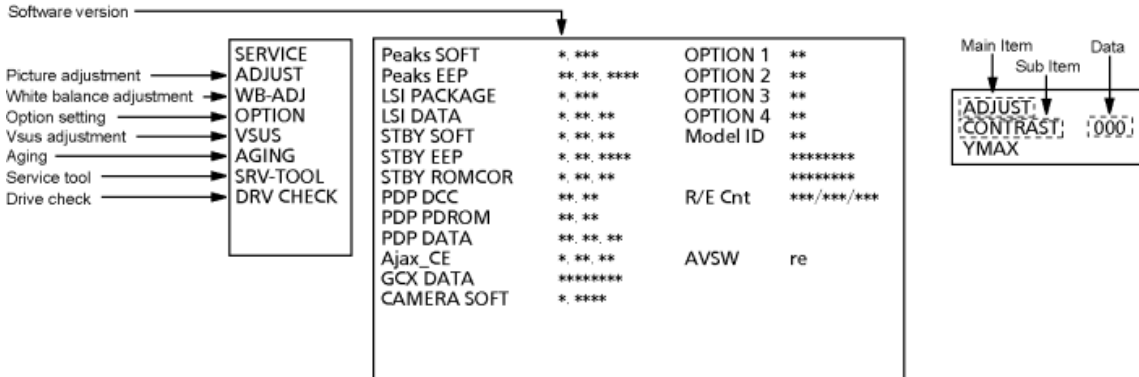 Software version
Picture adjustment
White balance adjustment
Option setting
Vsus adjustment
Aging
Service tool
Drive check
SERVICE
ADJUST
WB-ADJ
OPTION
VSUS
AGING
SRV-TOOL
DRV CHECK
Peaks SOFT *. *** OPTION 1 **
Peaks EEP **. **. **** OPTION 2 **
LSI PACKAGE *. *** OPTION 3 **
LSI DATA *. **. ** OPTION 4 **
STBY SOFT *. **. ** Model ID **
STBY EEP *. **. **** ********
STBY ROMCOR *. **. ** ********
PDP DCC **. ** R/E Cnt ***/***/***
PDP PDROM **. **
PDP DATA **. **. **
Ajax_CE *. **. ** AVSW re
GCX DATA ********
CAMERA SOFT *. ****
Main Item
Sub Item
Data
ADJUST
CONTRAST 000
YMAX